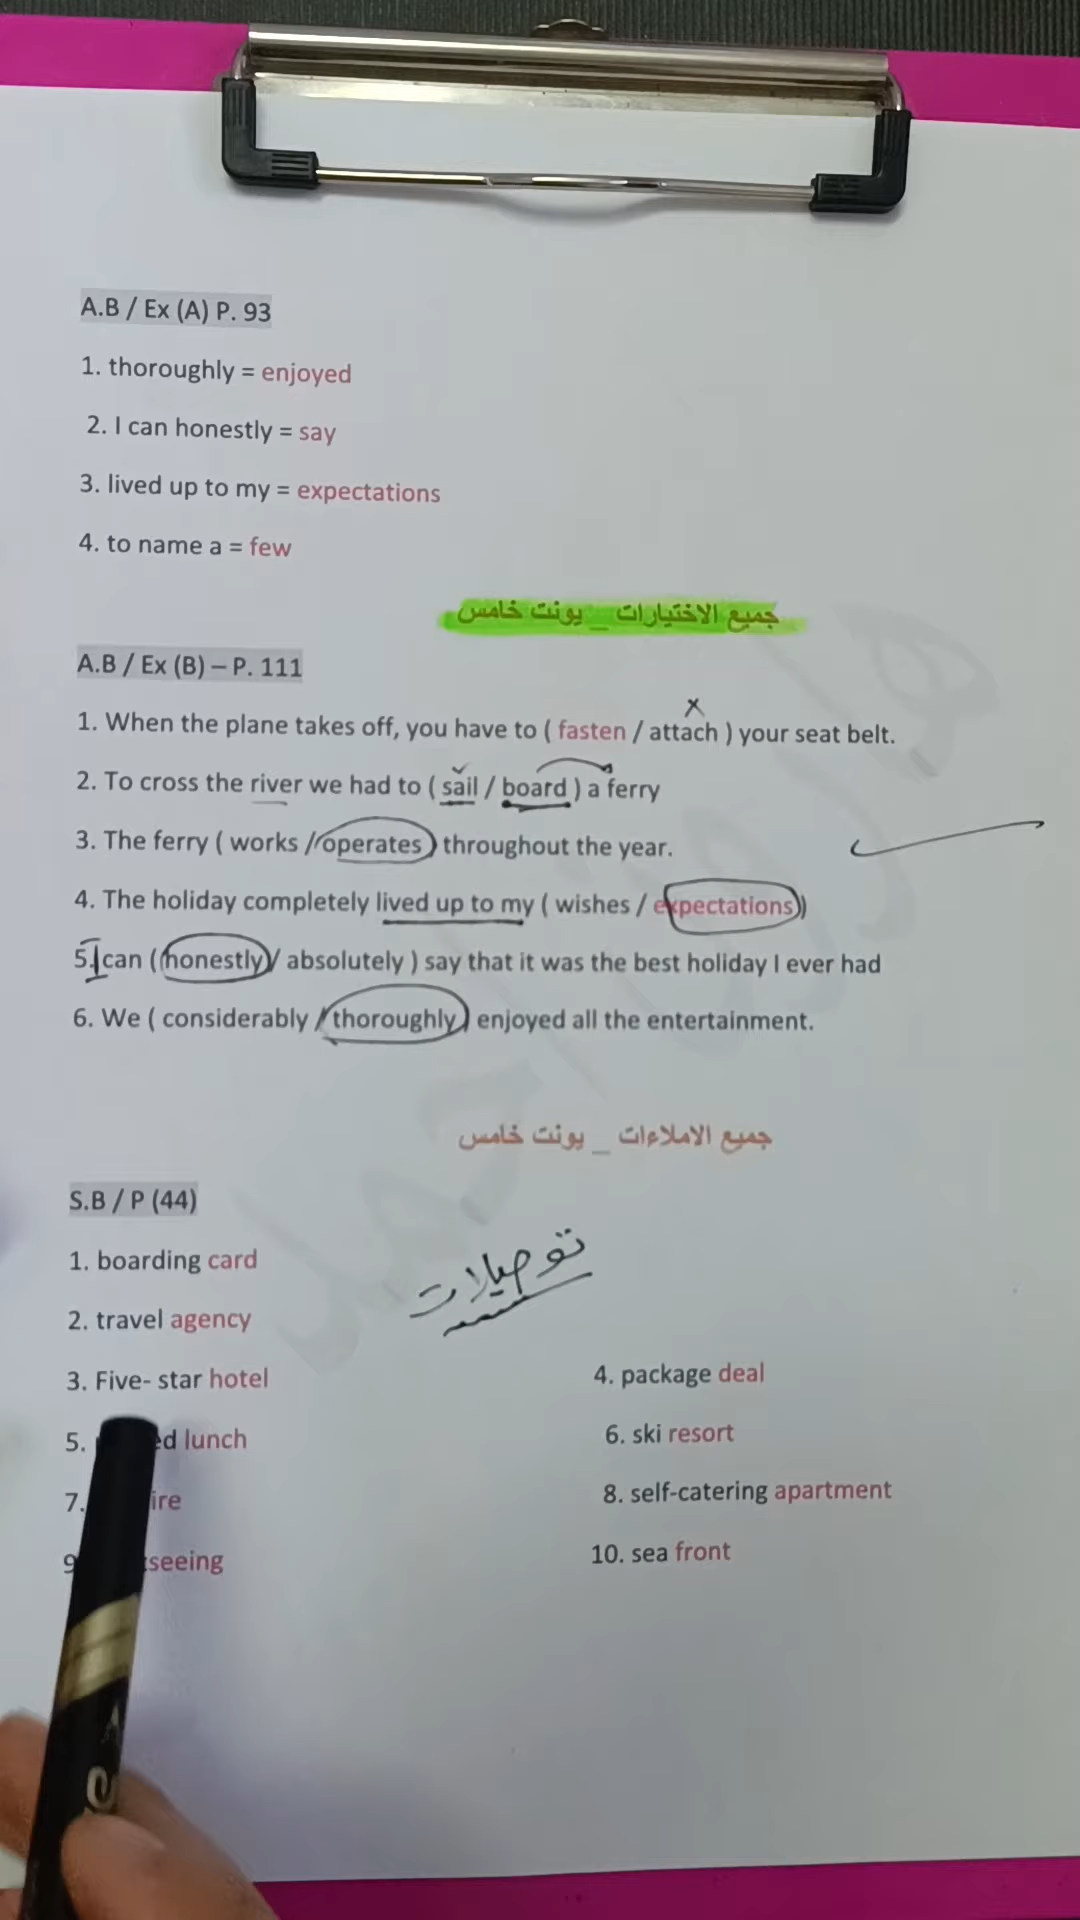 A.B / Ex (A) P. 93
1. thoroughly = enjoyed
2. I can honestly = say
3. lived up to my = expectations
4. to name a = few
جميع الاختيارات _ يونت خامس
A.B / Ex (B) – P. 111
1. When the plane takes off, you have to ( fasten / attach ) your seat belt.
2. To cross the river we had to ( sail / board ) a ferry
3. The ferry ( works / operates ) throughout the year.
4. The holiday completely lived up to my ( wishes / expectations )
5. I can ( honestly / absolutely ) say that it was the best holiday I ever had
6. We ( considerably / thoroughly ) enjoyed all the entertainment.
جميع الاملاءات _ يونت خامس
S.B / P (44)
1. boarding card
توصيلات
2. travel agency
3. Five- star hotel
4. package deal
5. lunch
6. ski resort
7.
8. self-catering apartment
9 seeing
10. sea front